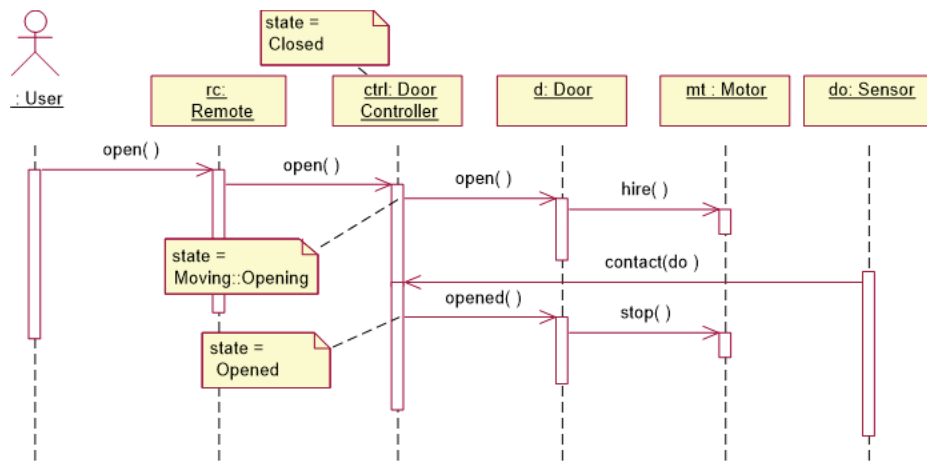 state =
Closed
: User
rc:
Remote
ctrl: Door
Controller
d: Door
mt : Motor
do: Sensor
open( )
open( )
open( )
hire( )
state =
Moving::Opening
contact(do )
opened( )
stop( )
state =
Opened